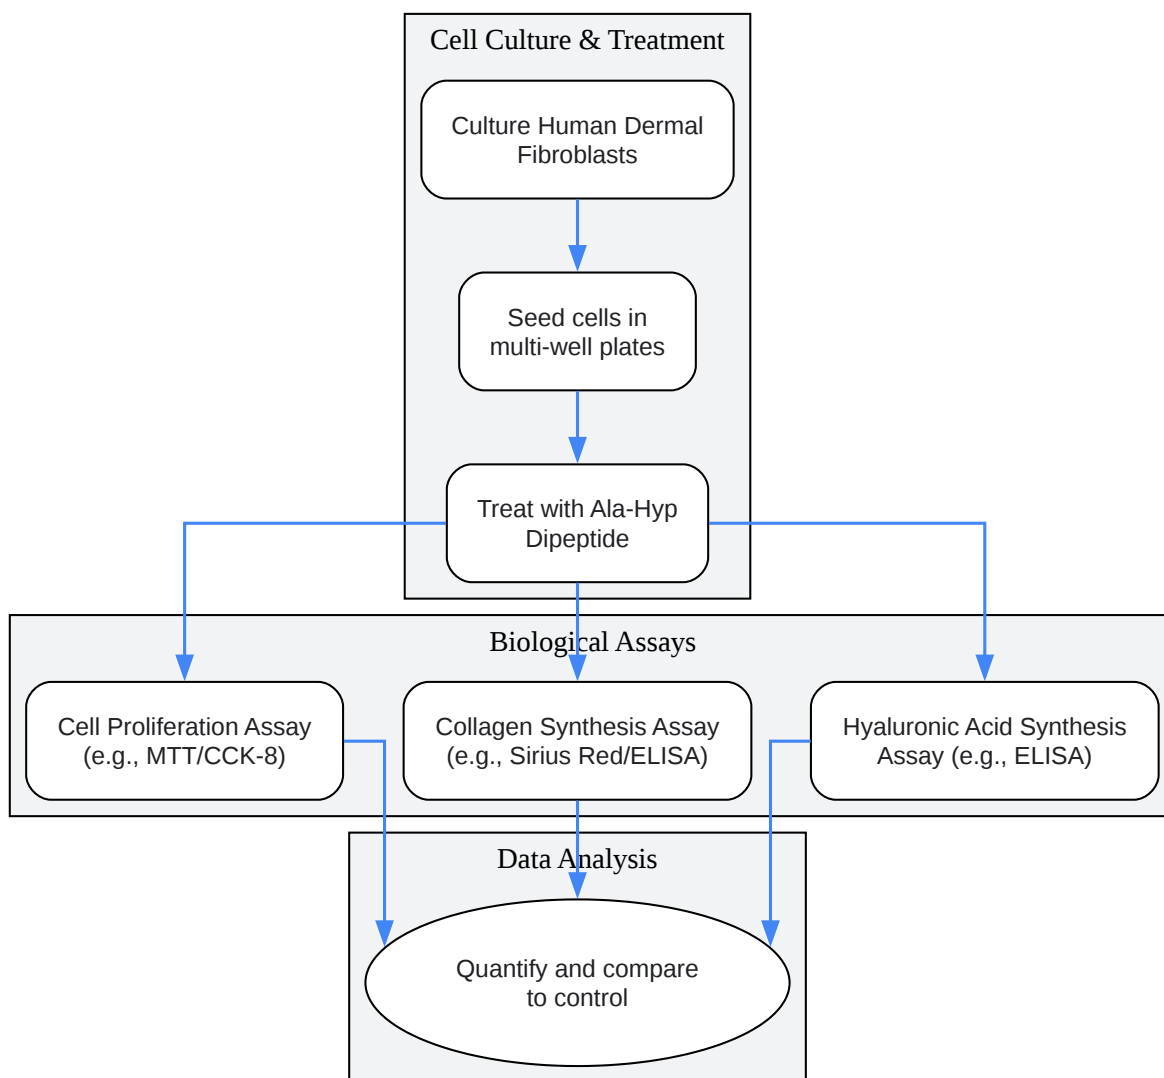 Cell Culture & Treatment
Culture Human Dermal
Fibroblasts
Seed cells in
multi-well plates
Treat with Ala-Hyp
Dipeptide
Biological Assays
Cell Proliferation Assay
(e.g., MTT/CCK-8)
Collagen Synthesis Assay
(e.g., Sirius Red/ELISA)
Hyaluronic Acid Synthesis
Assay (e.g., ELISA)
Data Analysis
Quantify and compare
to control